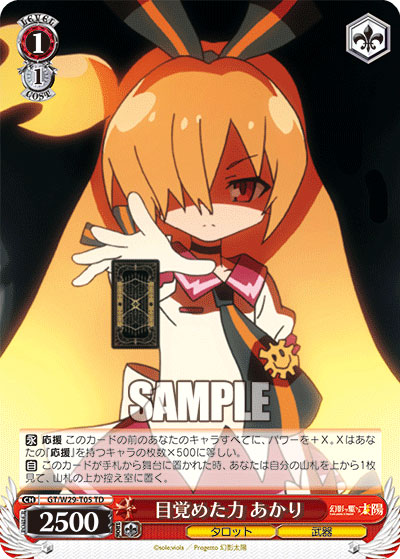 LEVEL
1
1
COST
SAMPLE
永 応援 このカードの前のあなたのキャラすべてに、パワーを+X。Xはあな
たの「応援」を持つキャラの枚数×500に等しい。
自 このカードが手札から舞台に置かれた時、あなたは自分の山札を上から1枚
見て、山札の上か控室に置く。
CH GT/W29-T05 TD
2500
目覚めた力 あかり
幻影ヲ駆ケル太陽
タロット
武器
©sole;viola / Progetto 幻影太陽